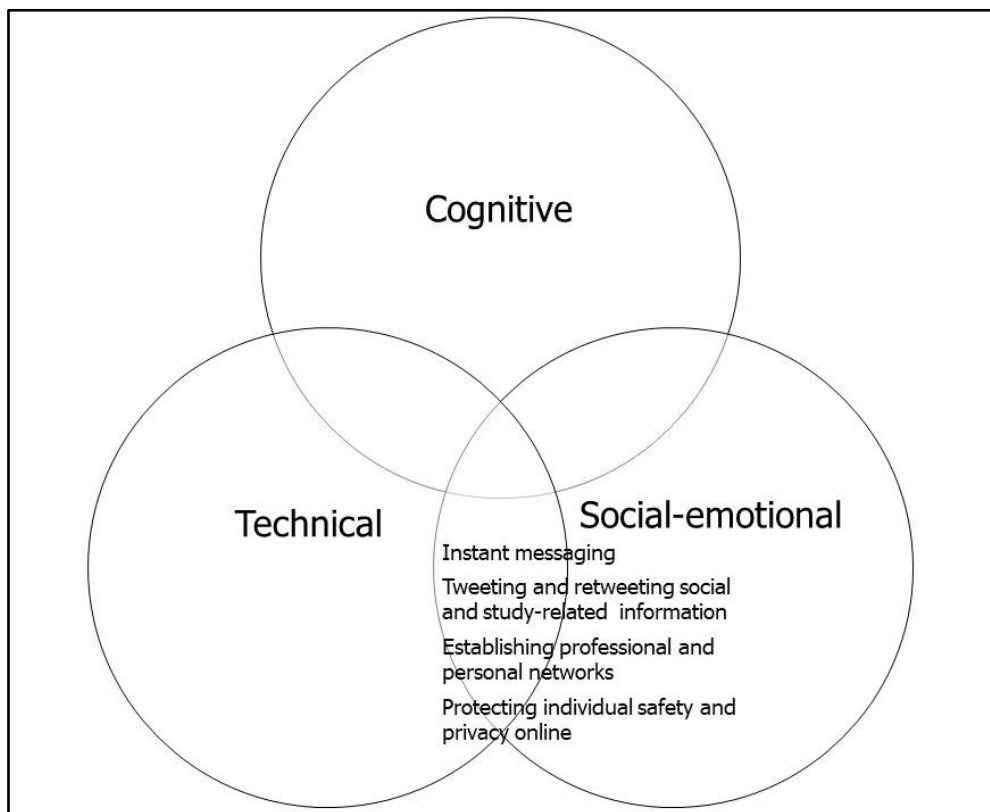 Cognitive
Technical
Social-emotional
Instant messaging
Tweeting and retweeting social
and study-related information
Establishing professional and
personal networks
Protecting individual safety and
privacy online